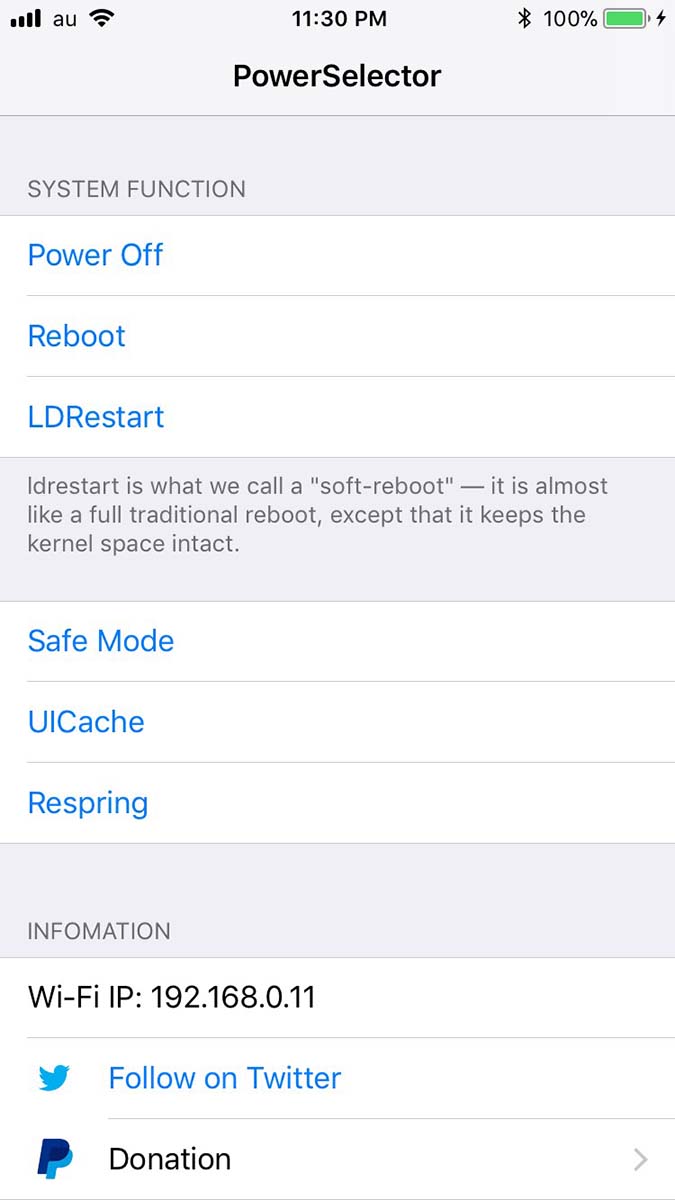 au 11:30 PM 100%
PowerSelector
SYSTEM FUNCTION
Power Off
Reboot
LDRestart
ldrestart is what we call a "soft-reboot" — it is almost
like a full traditional reboot, except that it keeps the
kernel space intact.
Safe Mode
UICache
Respring
INFOMATION
Wi-Fi IP: 192.168.0.11
Follow on Twitter
Donation